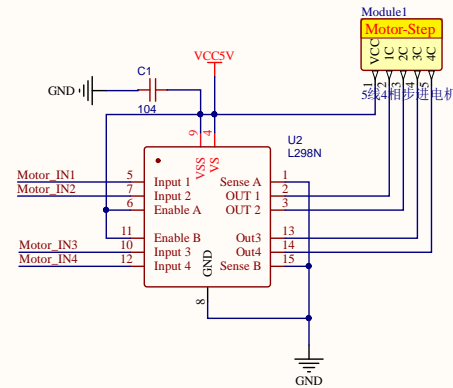 Module1
Motor-Step
VCC
1C
2C
3C
4C
1
2
3
4
5
5线4相步进电机
VCC5V
C1
GND
104
9
4
U2
L298N
VSS
VS
Motor_IN1
5
Input 1
Sense A
1
Motor_IN2
7
Input 2
OUT 1
2
6
Enable A
OUT 2
3
11
Enable B
Out3
13
Motor_IN3
10
Input 3
Out4
14
Motor_IN4
12
Input 4
Sense B
15
GND
8
GND